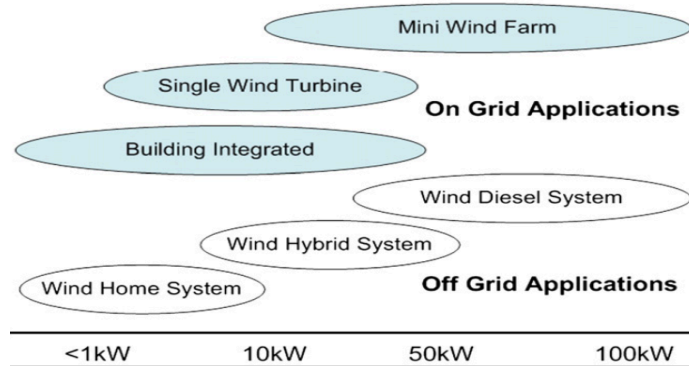 Mini Wind Farm
Single Wind Turbine
On Grid Applications
Building Integrated
Wind Diesel System
Wind Hybrid System
Wind Home System
Off Grid Applications
<1kW 10kW 50kW 100kW